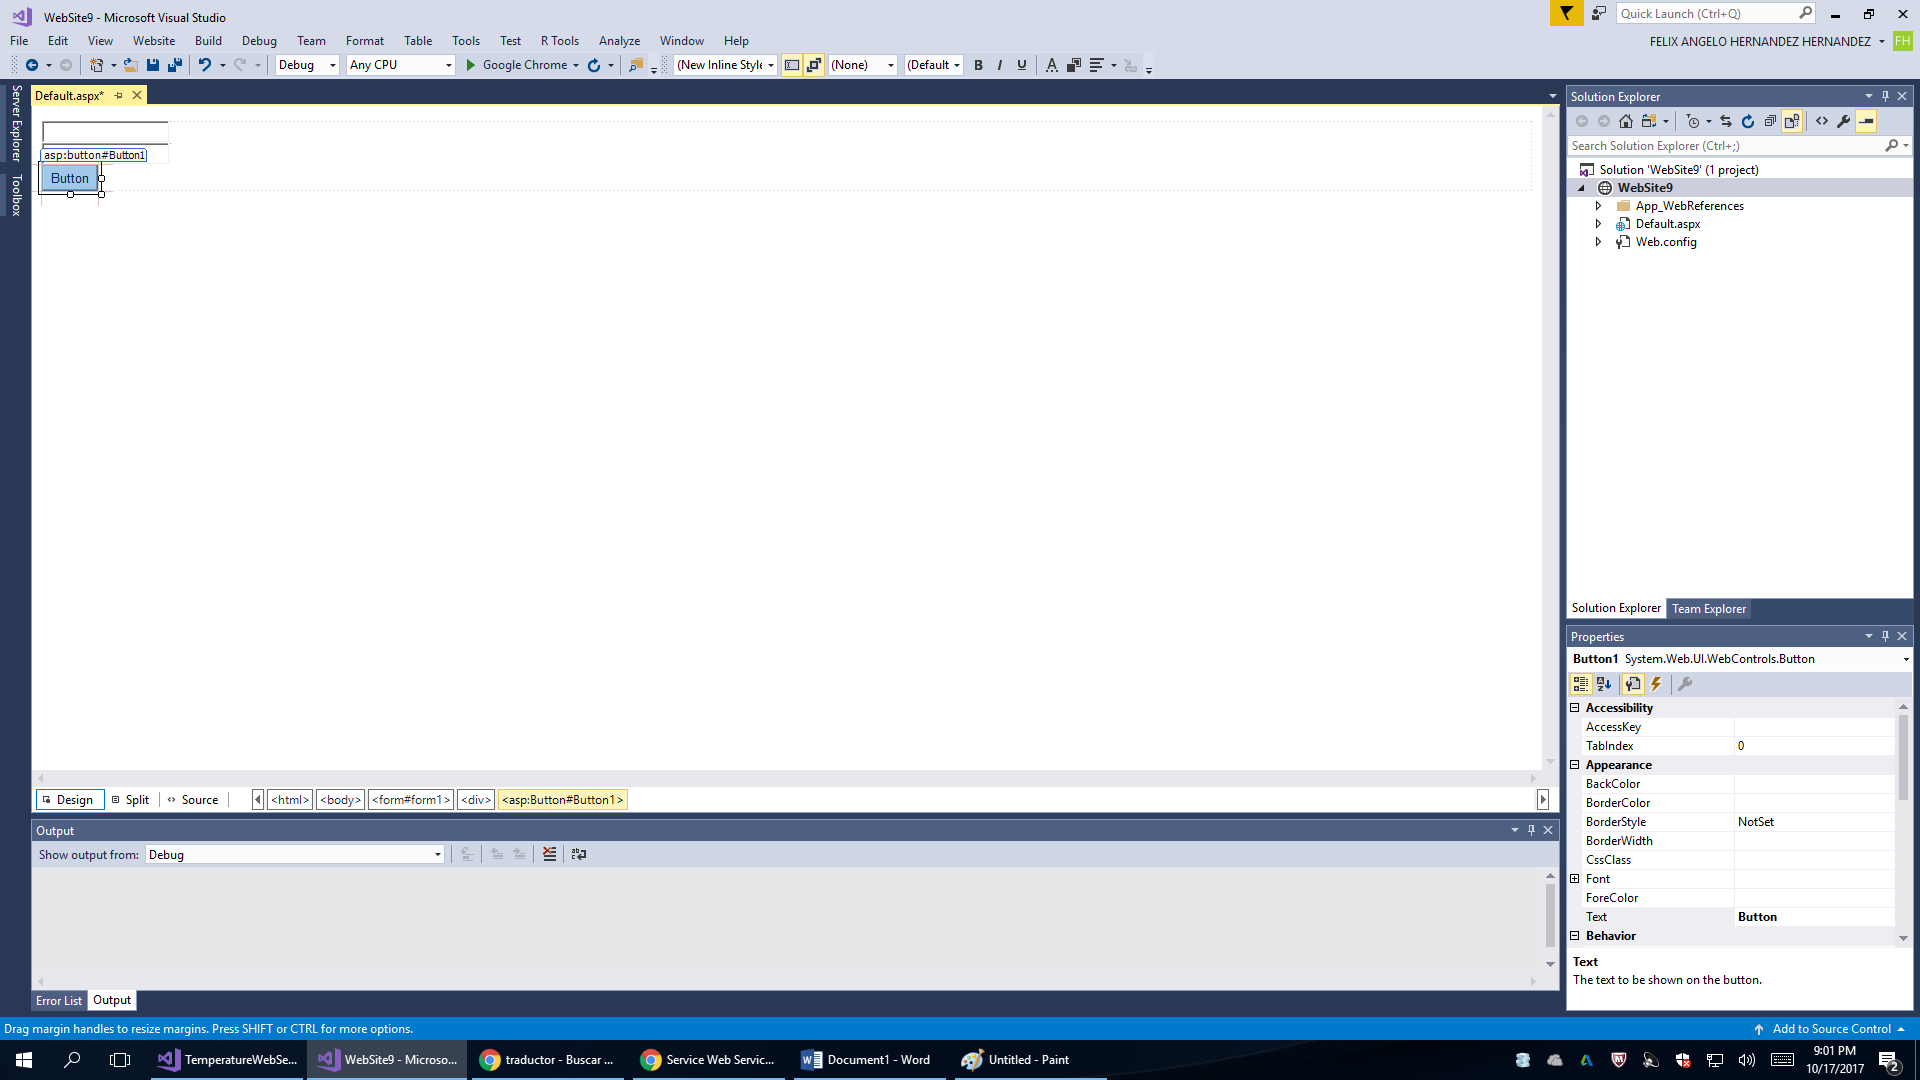 WebSite9 - Microsoft Visual Studio
Quick Launch (Ctrl+Q)
File Edit View Website Build Debug Team Format Table Tools Test R Tools Analyze Window Help
FELIX ANGELO HERNANDEZ HERNANDEZ FH
Debug Any CPU Google Chrome (New Inline Style (None) (Default B I U A
Server Explorer
Toolbox
Default.aspx*
asp:button#Button1
Button
Design Split Source <html> <body> <form#form1> <div> <asp:Button#Button1>
Output
Show output from: Debug
Error List Output
Solution Explorer
Search Solution Explorer (Ctrl+;)
Solution 'WebSite9' (1 project)
WebSite9
App_WebReferences
Default.aspx
Web.config
Solution Explorer Team Explorer
Properties
Button1 System.Web.UI.WebControls.Button
Accessibility
AccessKey
TabIndex 0
Appearance
BackColor
BorderColor
BorderStyle NotSet
BorderWidth
CssClass
Font
ForeColor
Text Button
Behavior
Text
The text to be shown on the button.
Drag margin handles to resize margins. Press SHIFT or CTRL for more options.
Add to Source Control
TemperatureWebSe... WebSite9 - Microso... traductor - Buscar ... Service Web Servic... Document1 - Word Untitled - Paint
9:01 PM
10/17/2017
2